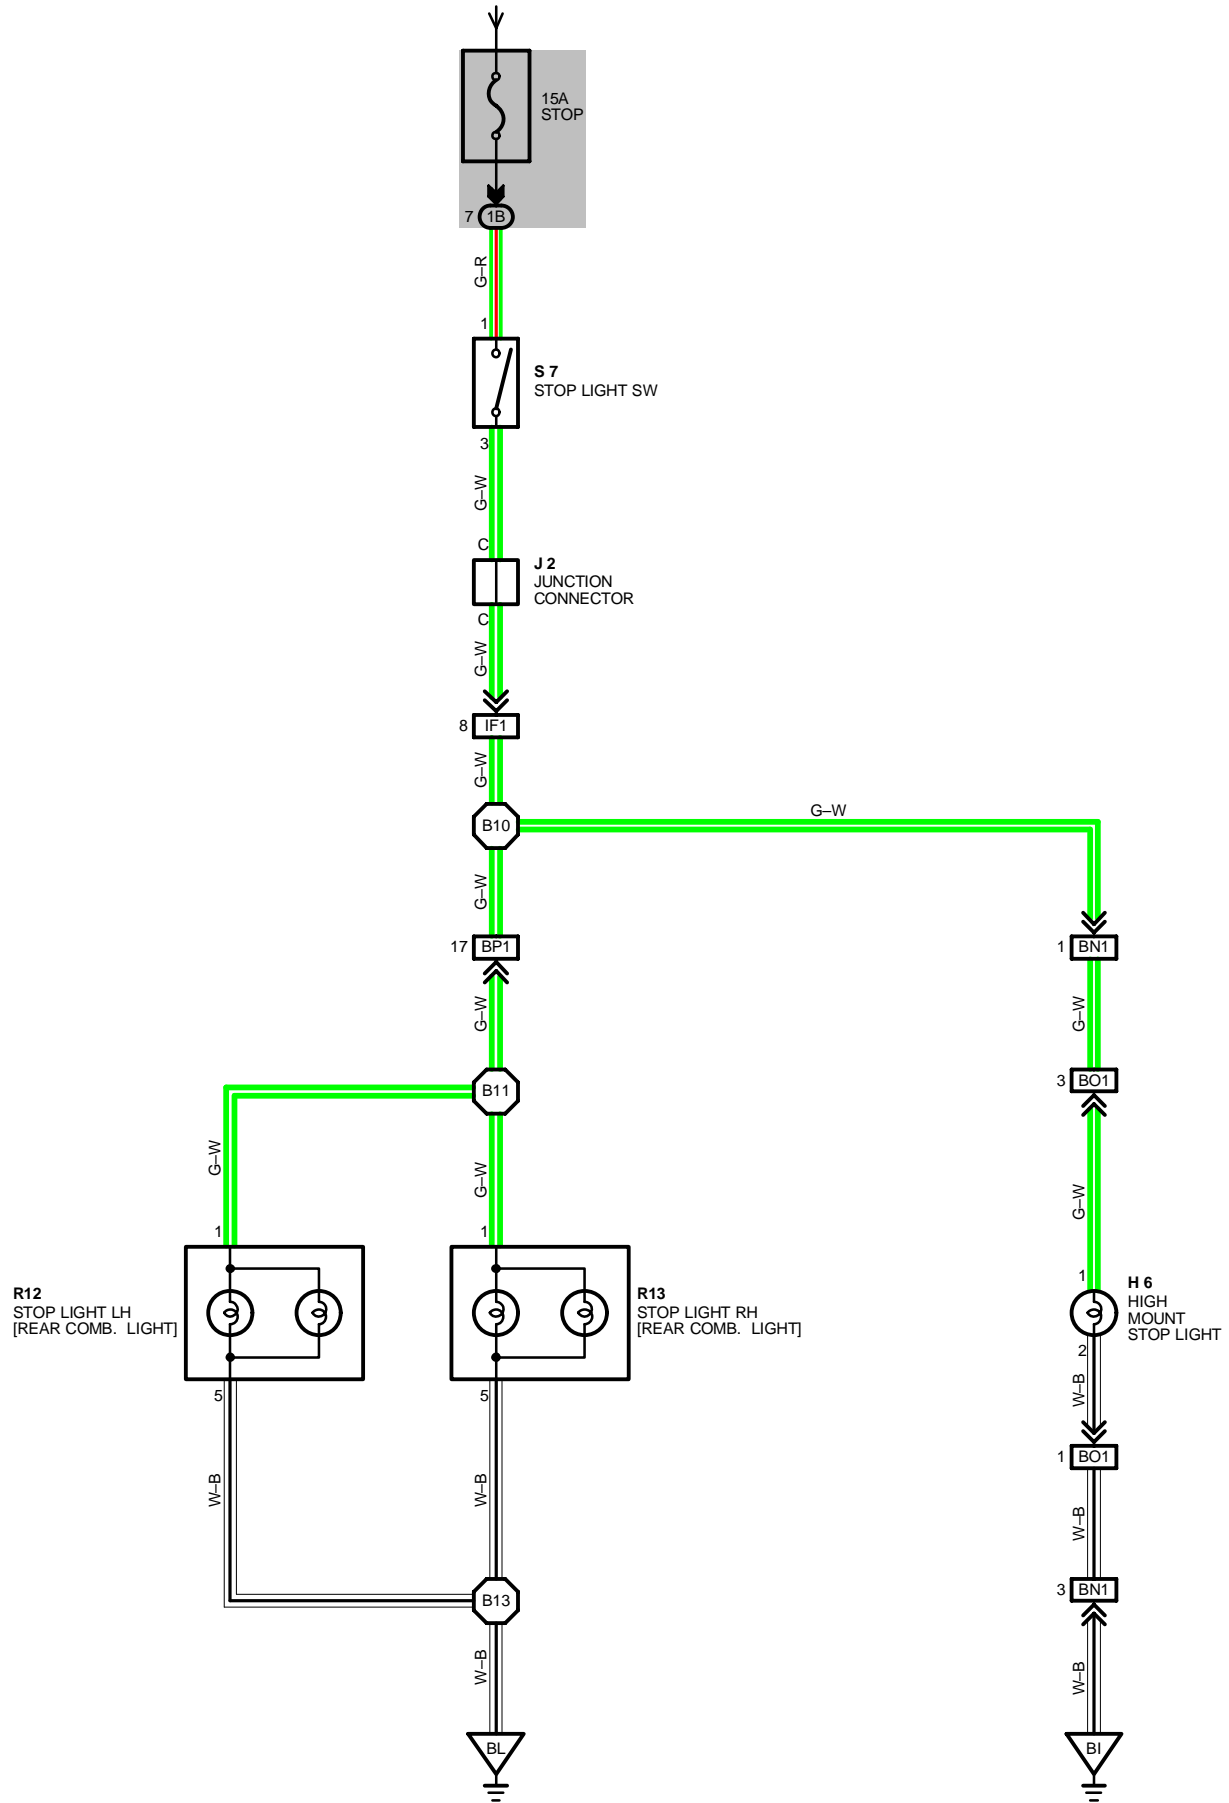 15A
STOP
7 1B
G–R
1
S 7
STOP LIGHT SW
3
G–W
C
J 2
JUNCTION
CONNECTOR
C
G–W
8 IF1
G–W
B10
G–W
G–W
17 BP1
1 BN1
G–W
G–W
3 BO1
B11
G–W
G–W
G–W
1
1
1
R12
STOP LIGHT LH
[REAR COMB. LIGHT]
R13
STOP LIGHT RH
[REAR COMB. LIGHT]
H 6
HIGH
MOUNT
STOP LIGHT
2
5
5
W–B
1 BO1
W–B
W–B
W–B
3 BN1
B13
W–B
W–B
BL
BI